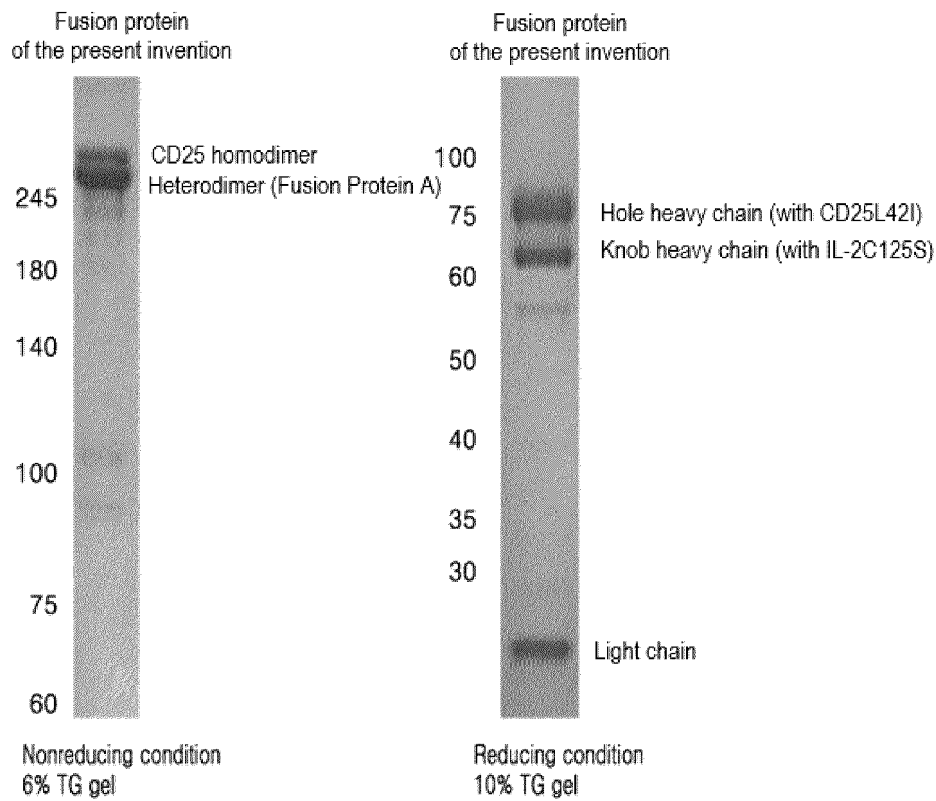 Fusion protein
of the present invention
CD25 homodimer
Heterodimer (Fusion Protein A)
245
180
140
100
75
60
Nonreducing condition
6% TG gel
Fusion protein
of the present invention
100
75
60
50
40
35
30
Hole heavy chain (with CD25L42I)
Knob heavy chain (with IL-2C125S)
Light chain
Reducing condition
10% TG gel